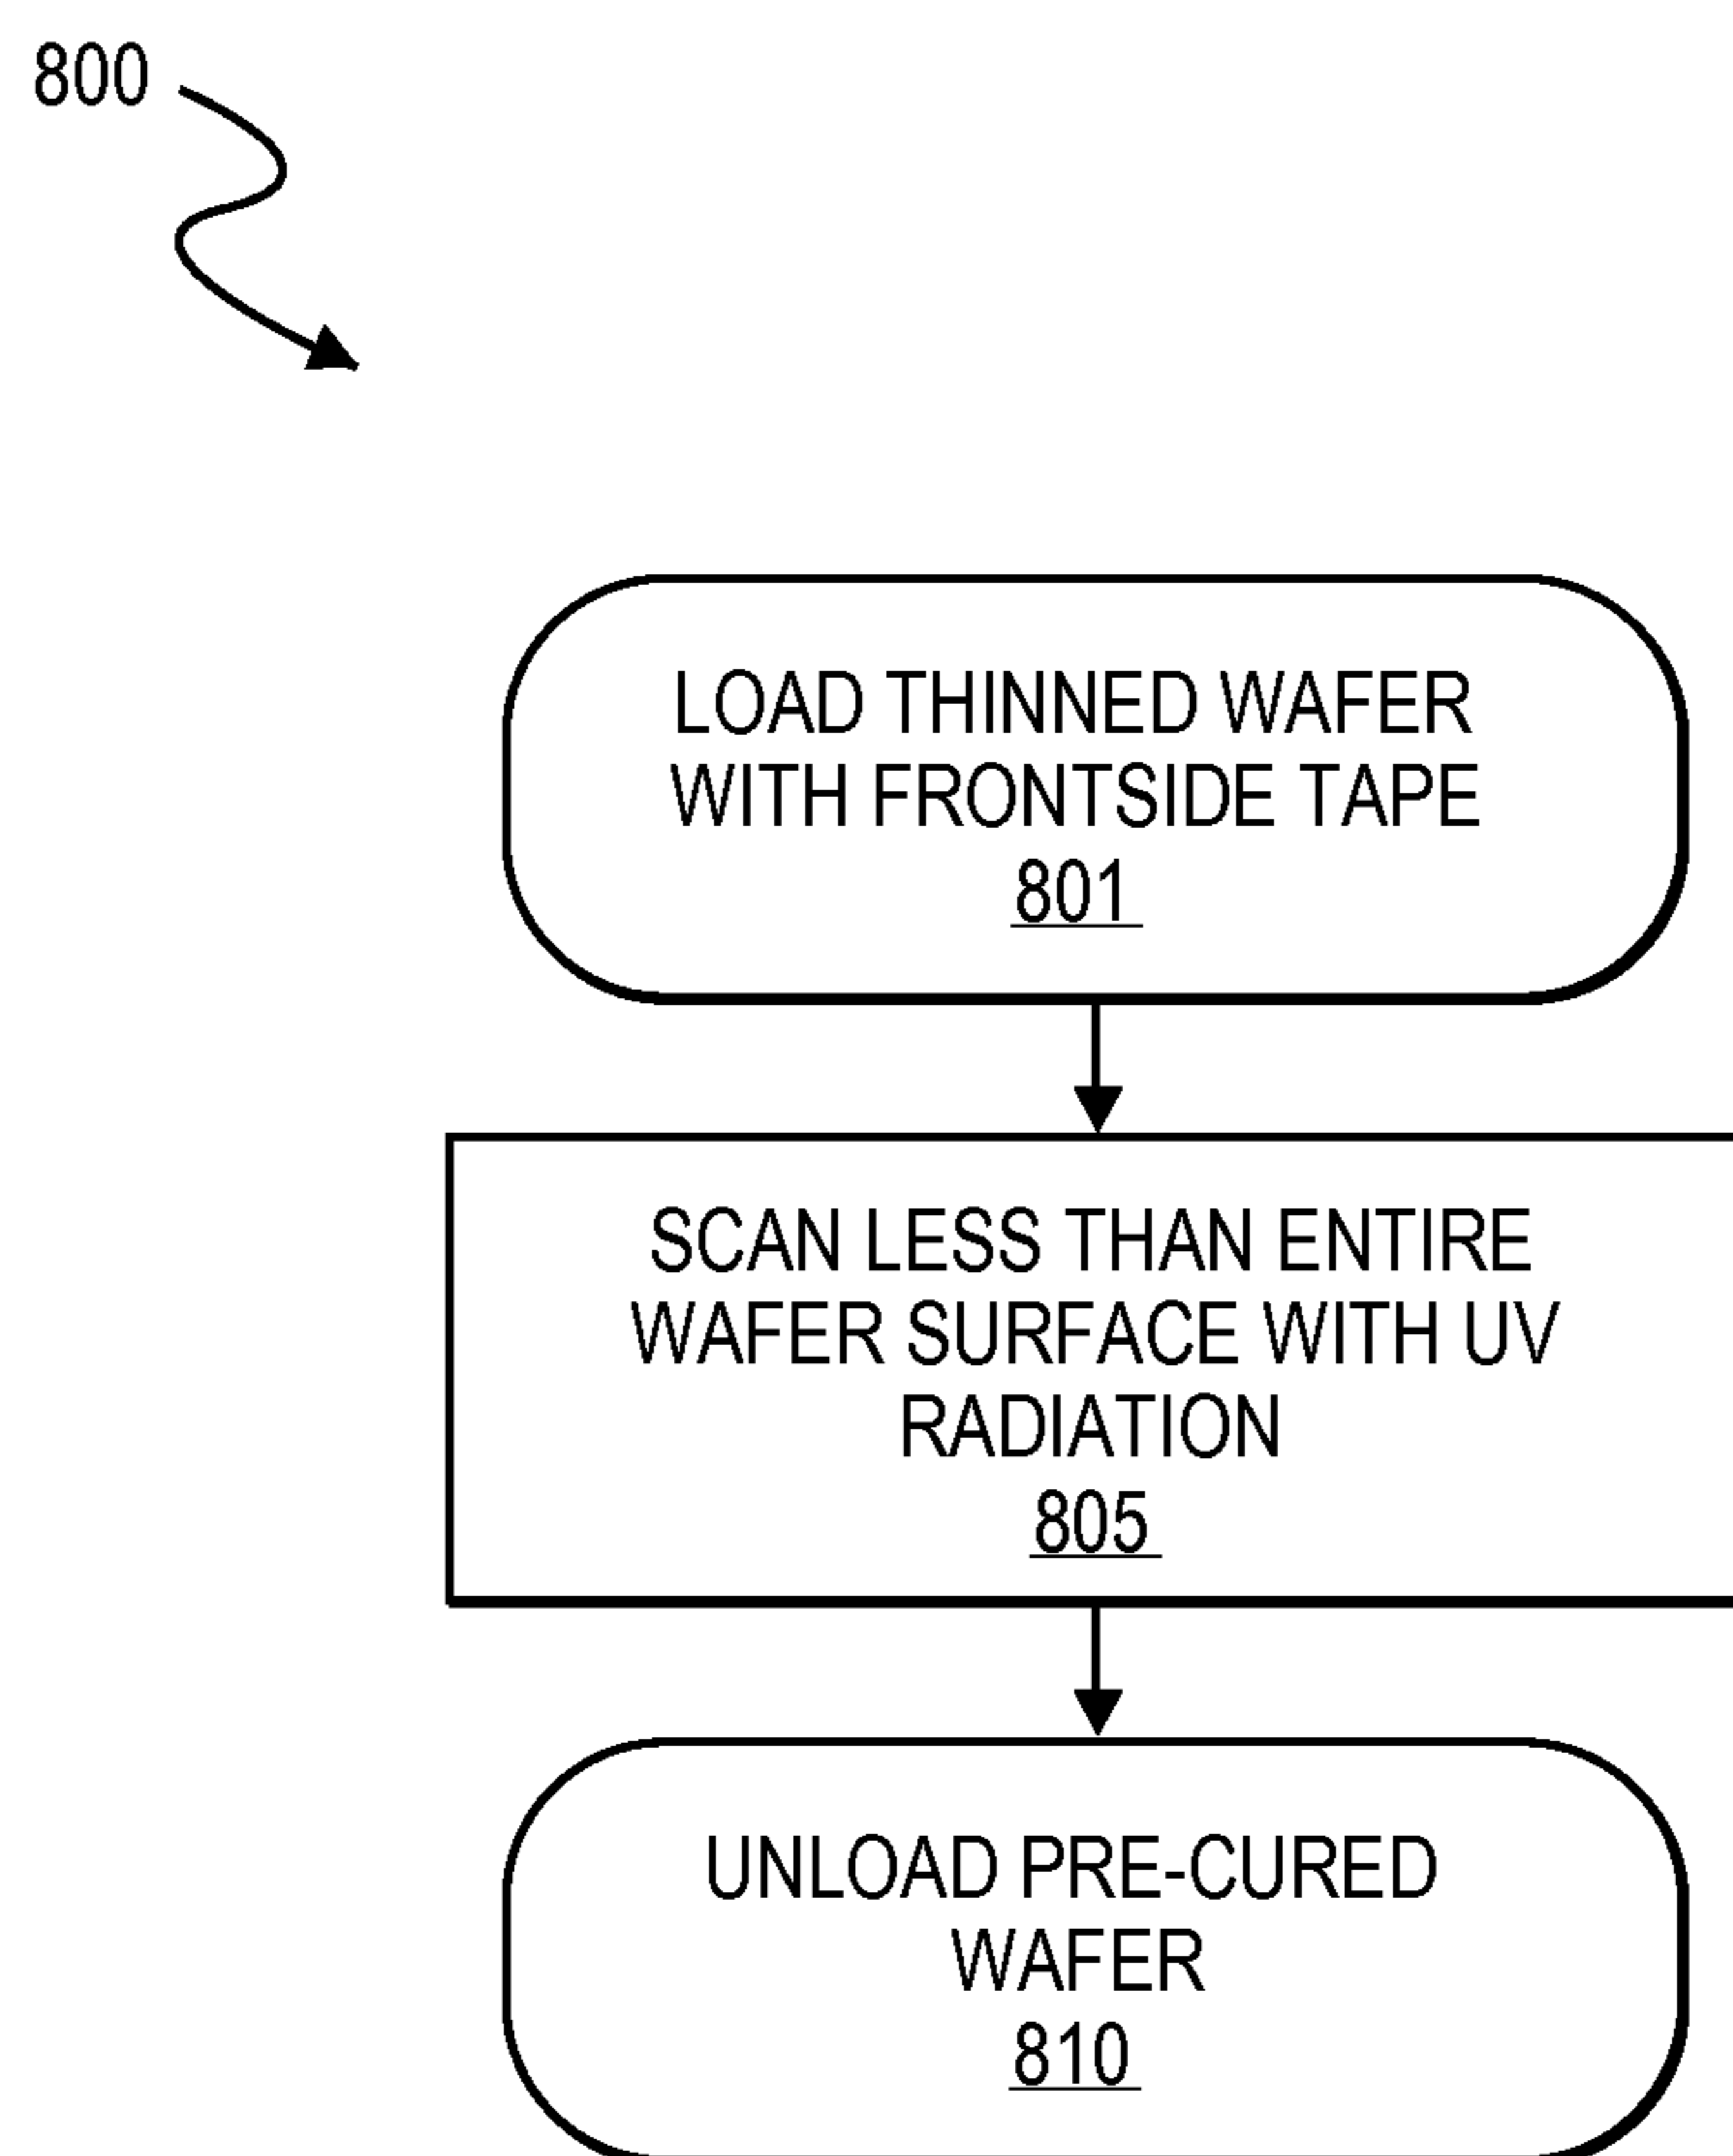 800
LOAD THINNED WAFER
WITH FRONTSIDE TAPE
801
SCAN LESS THAN ENTIRE
WAFER SURFACE WITH UV
RADIATION
805
UNLOAD PRE-CURED
WAFER
810